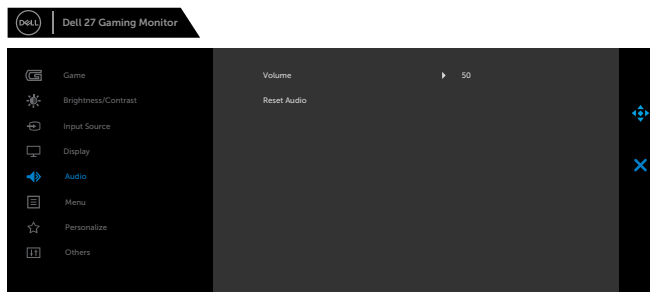 DELL
Dell 27 Gaming Monitor
Game
Volume 50
Brightness/Contrast
Reset Audio
Input Source
Display
Audio
Menu
Personalize
Others